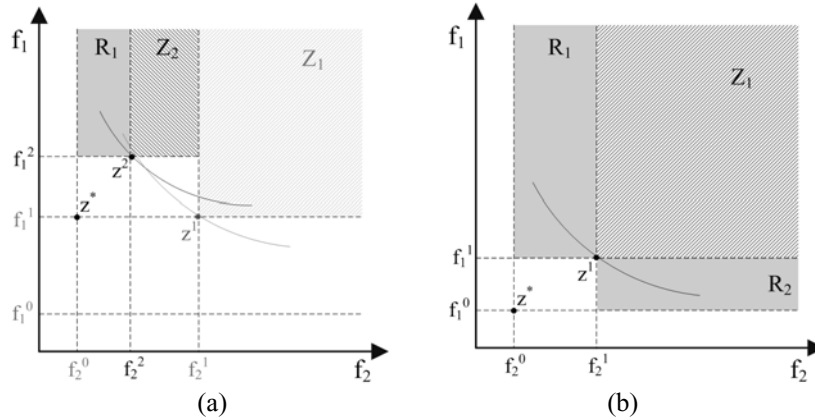 f₁
R₁
Z₂
Z₁
f₁²
z²
z*
f₁¹
z¹
f₁⁰
f₂⁰
f₂²
f₂¹
f₂
(a)
f₁
R₁
Z₁
f₁¹
z¹
R₂
f₁⁰
z*
f₂⁰
f₂¹
f₂
(b)